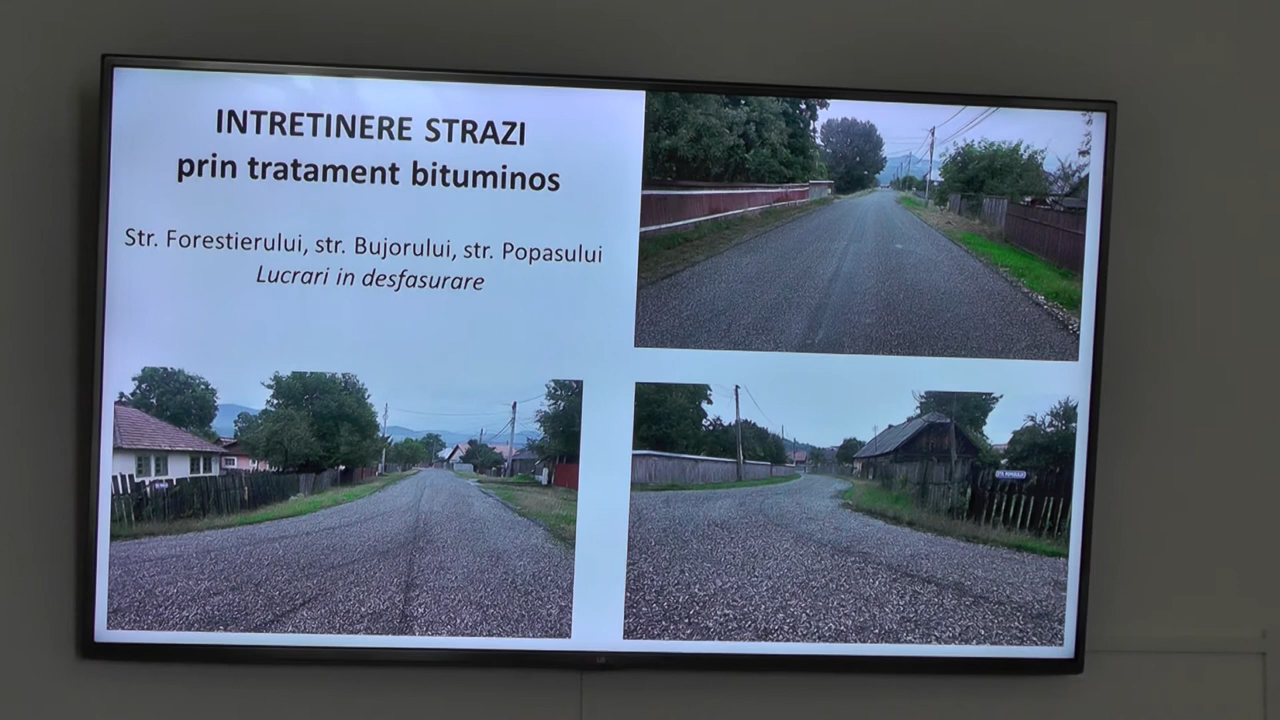 INTRETINERE STRAZI
prin tratament bituminos
Str. Forestierului, str. Bujorului, str. Popasului
Lucrari in desfasurare